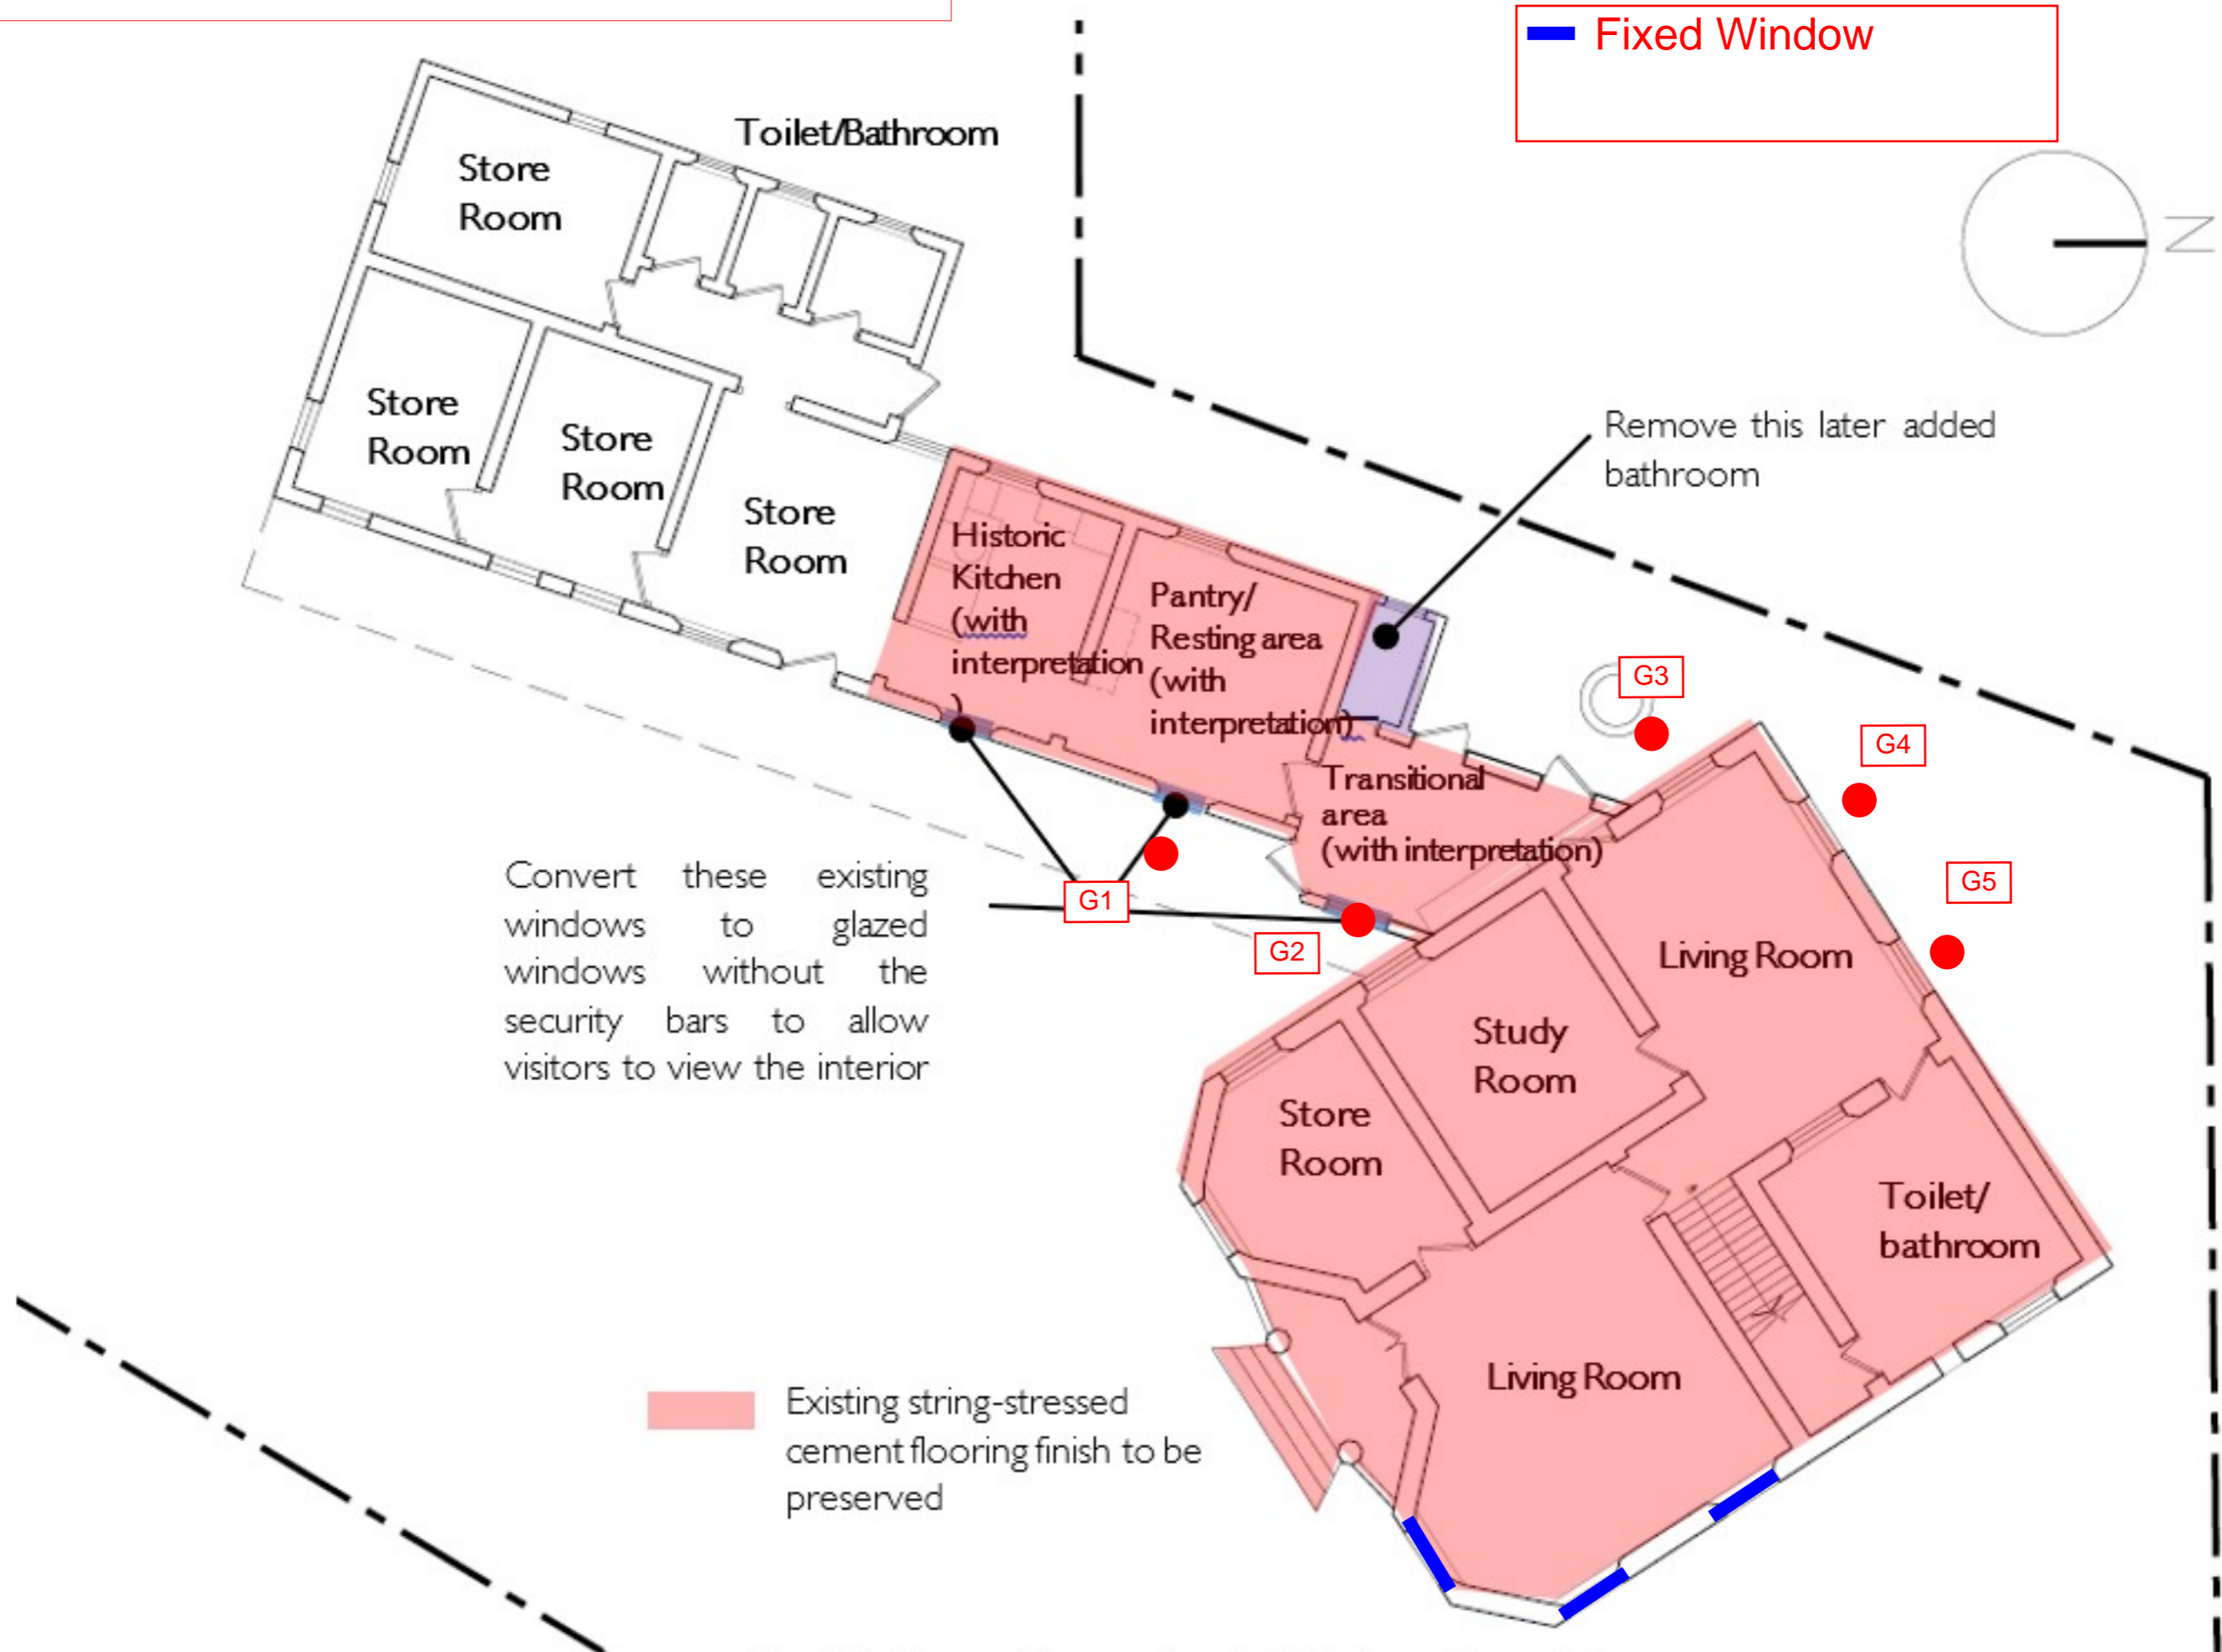 Fixed Window
Toilet/Bathroom
Store
Room
N
Store
Room
Store
Room
Store
Room
Remove this later added
bathroom
Historic
Kitchen
(with
interpretation
)
Pantry/
Resting area
(with
interpretation)
G3
G4
Transitional
area
(with interpretation)
G5
G1
G2
Convert these existing
windows to glazed
windows without the
security bars to allow
visitors to view the interior
Living Room
Study
Room
Store
Room
Toilet/
bathroom
Living Room
Existing string-stressed
cement flooring finish to be
preserved